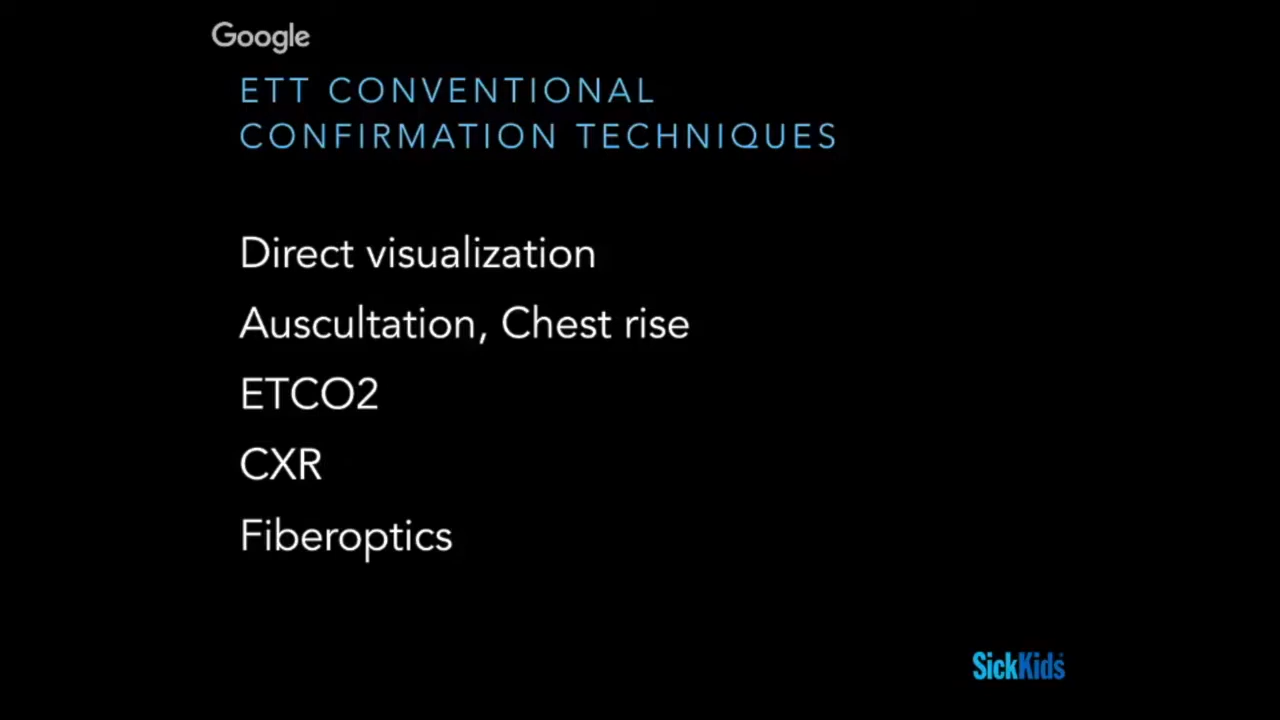 Google
ETT CONVENTIONAL
CONFIRMATION TECHNIQUES
Direct visualization
Auscultation, Chest rise
ETCO2
CXR
Fiberoptics
SickKids